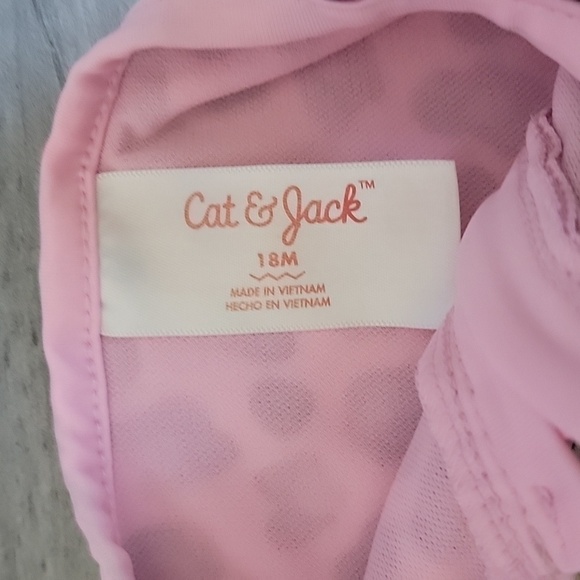 Cat & Jack™
18M
MADE IN VIETNAM
HECHO EN VIETNAM